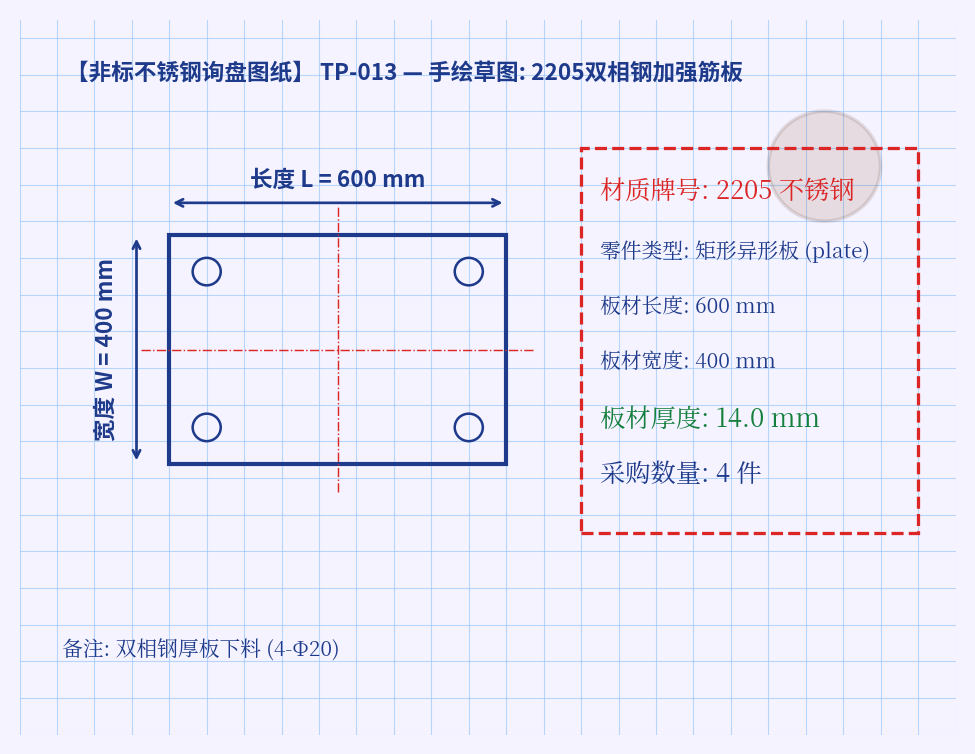 【非标不锈钢询盘图纸】 TP-013 — 手绘草图: 2205双相钢加强筋板
长度 L = 600 mm
宽度 W = 400 mm
材质牌号: 2205 不锈钢
零件类型: 矩形异形板 (plate)
板材长度: 600 mm
板材宽度: 400 mm
板材厚度: 14.0 mm
采购数量: 4 件
备注: 双相钢厚板下料 (4-Φ20)